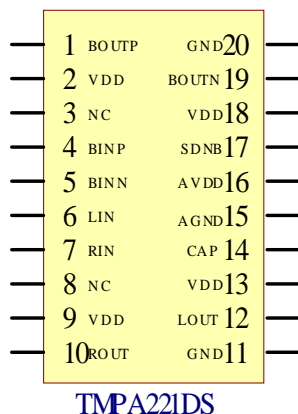 1 BOUTP GND 20
2 VDD BOUTN 19
3 NC VDD 18
4 BINP SDNB 17
5 BINN AVDD 16
6 LIN AGND 15
7 RIN CAP 14
8 NC VDD 13
9 VDD LOUT 12
10 ROUT GND 11
TMPA221DS